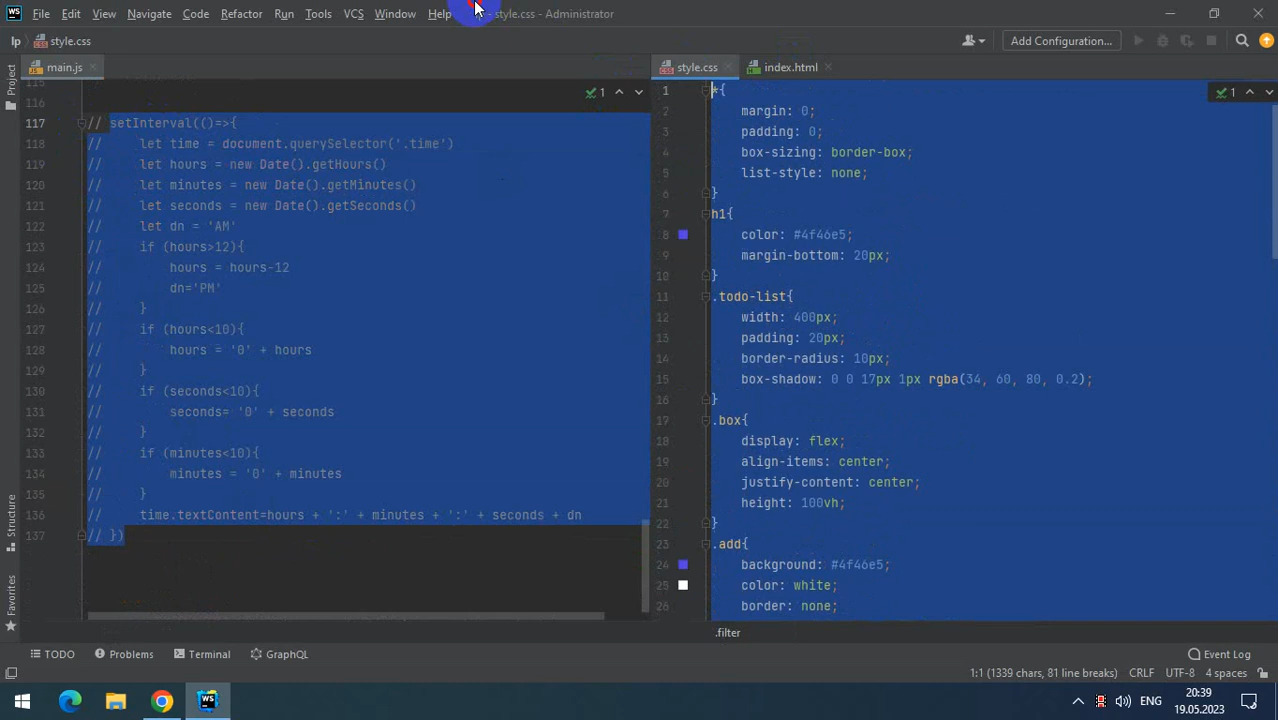 WS File Edit View Navigate Code Refactor Run Tools VCS Window Help - style.css - Administrator
lp style.css
Add Configuration...
Project
main.js
style.css
index.html
1
1
115
116
117 // setInterval(()=>{
118 // let time = document.querySelector('.time')
119 // let hours = new Date().getHours()
120 // let minutes = new Date().getMinutes()
121 // let seconds = new Date().getSeconds()
122 // let dn = 'AM'
123 // if (hours>12){
124 // hours = hours-12
125 // dn='PM'
126 // }
127 // if (hours<10){
128 // hours = '0' + hours
129 // }
130 // if (seconds<10){
131 // seconds= '0' + seconds
132 // }
133 // if (minutes<10){
134 // minutes = '0' + minutes
135 // }
136 // time.textContent=hours + ':' + minutes + ':' + seconds + dn
137 // })
1 *{
2 margin: 0;
3 padding: 0;
4 box-sizing: border-box;
5 list-style: none;
6 }
7 h1{
8 color: #4f46e5;
9 margin-bottom: 20px;
10 }
11 .todo-list{
12 width: 400px;
13 padding: 20px;
14 border-radius: 10px;
15 box-shadow: 0 0 17px 1px rgba(34, 60, 80, 0.2);
16 }
17 .box{
18 display: flex;
19 align-items: center;
20 justify-content: center;
21 height: 100vh;
22 }
23 .add{
24 background: #4f46e5;
25 color: white;
26 border: none;
.filter
Structure
Favorites
TODO Problems Terminal GraphQL Event Log
1:1 (1339 chars, 81 line breaks) CRLF UTF-8 4 spaces
WS
ENG
20:39
19.05.2023